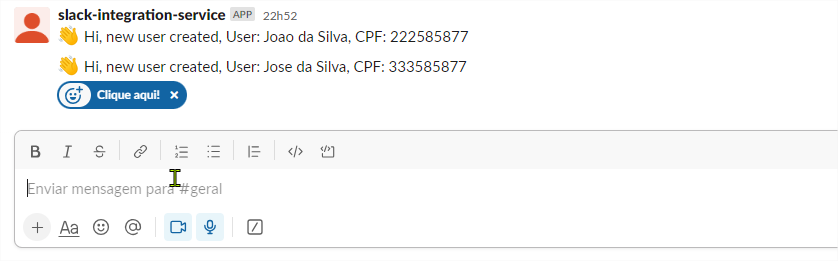 slack-integration-service APP 22h52
👋 Hi, new user created, User: Joao da Silva, CPF: 222585877
👋 Hi, new user created, User: Jose da Silva, CPF: 333585877
Clique aqui! ×
B I S
Enviar mensagem para #geral
+ Aa @